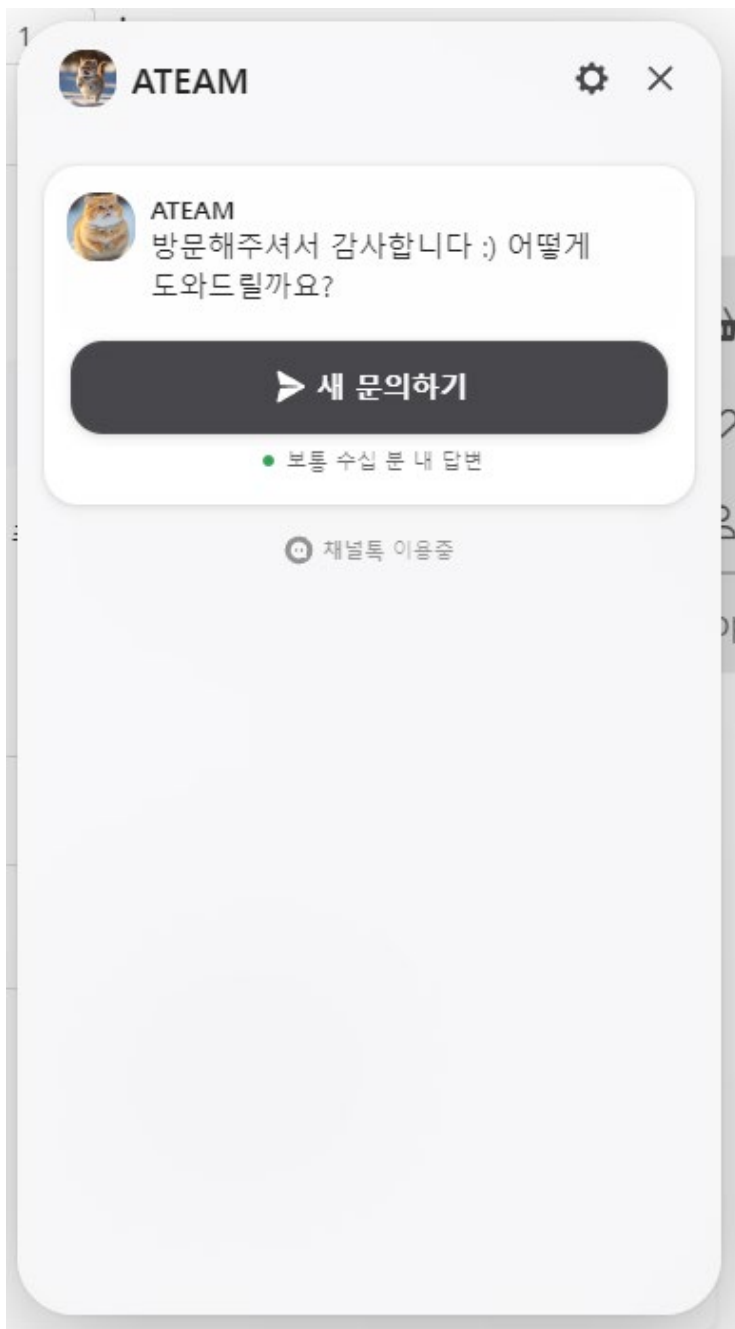 1
ATEAM
ATEAM
방문해주셔서 감사합니다 :) 어떻게
도와드릴까요?
새 문의하기
보통 수십 분 내 답변
채널톡 이용중